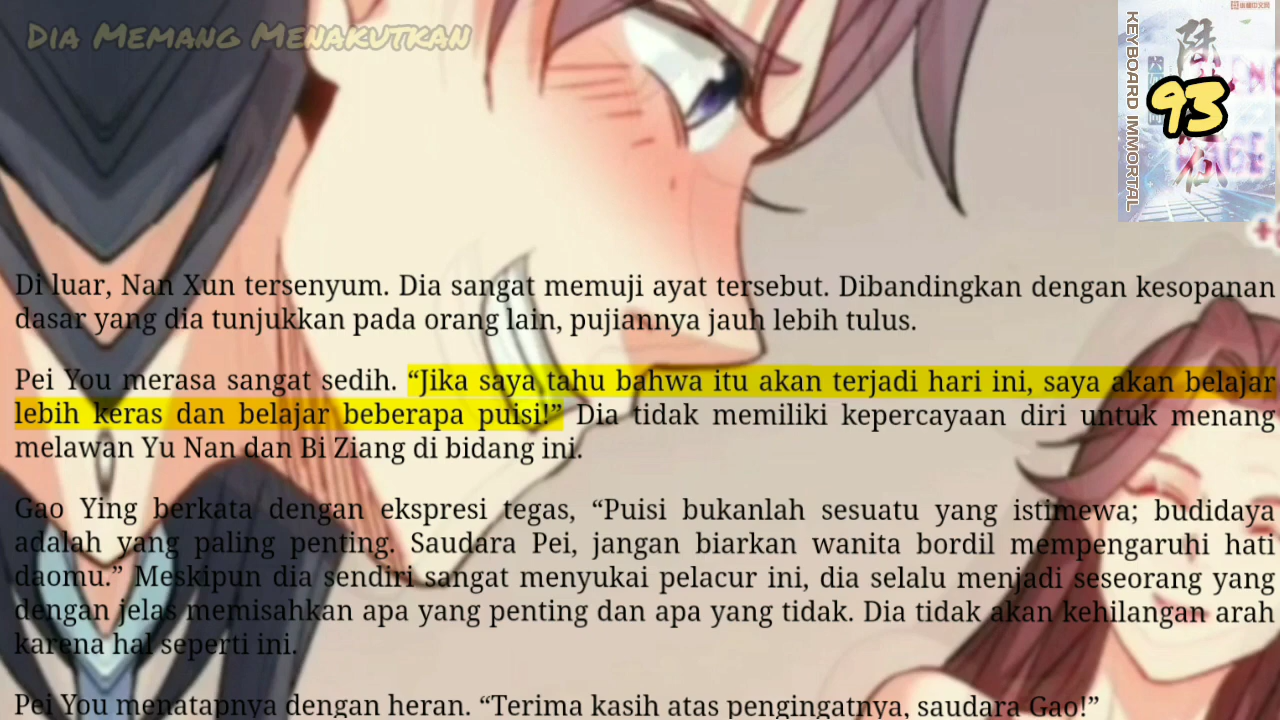 Dia Memang Menakutkan
KEYBOARD IMMORTAL
93
Di luar, Nan Xun tersenyum. Dia sangat memuji ayat tersebut. Dibandingkan dengan kesopanan
dasar yang dia tunjukkan pada orang lain, pujiannya jauh lebih tulus.
Pei You merasa sangat sedih. “Jika saya tahu bahwa itu akan terjadi hari ini, saya akan belajar
lebih keras dan belajar beberapa puisi!” Dia tidak memiliki kepercayaan diri untuk menang
melawan Yu Nan dan Bi Ziang di bidang ini.
Gao Ying berkata dengan ekspresi tegas, “Puisi bukanlah sesuatu yang istimewa; budidaya
adalah yang paling penting. Saudara Pei, jangan biarkan wanita bordil mempengaruhi hati
daomu.” Meskipun dia sendiri sangat menyukai pelacur ini, dia selalu menjadi seseorang yang
dengan jelas memisahkan apa yang penting dan apa yang tidak. Dia tidak akan kehilangan arah
karena hal seperti ini.
Pei You menatapnya dengan heran. “Terima kasih atas pengingatnya, saudara Gao!”